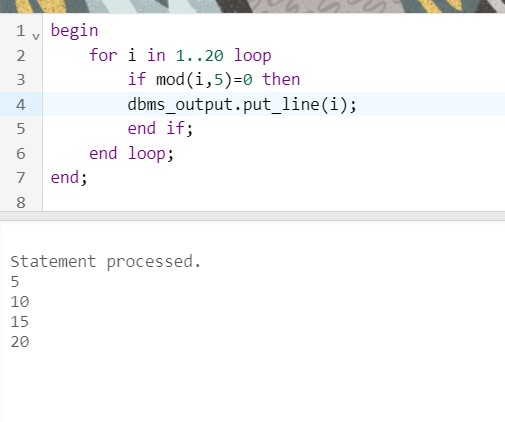 1 begin
2 for i in 1..20 loop
3 if mod(i,5)=0 then
4 dbms_output.put_line(i);
5 end if;
6 end loop;
7 end;
8
Statement processed.
5
10
15
20